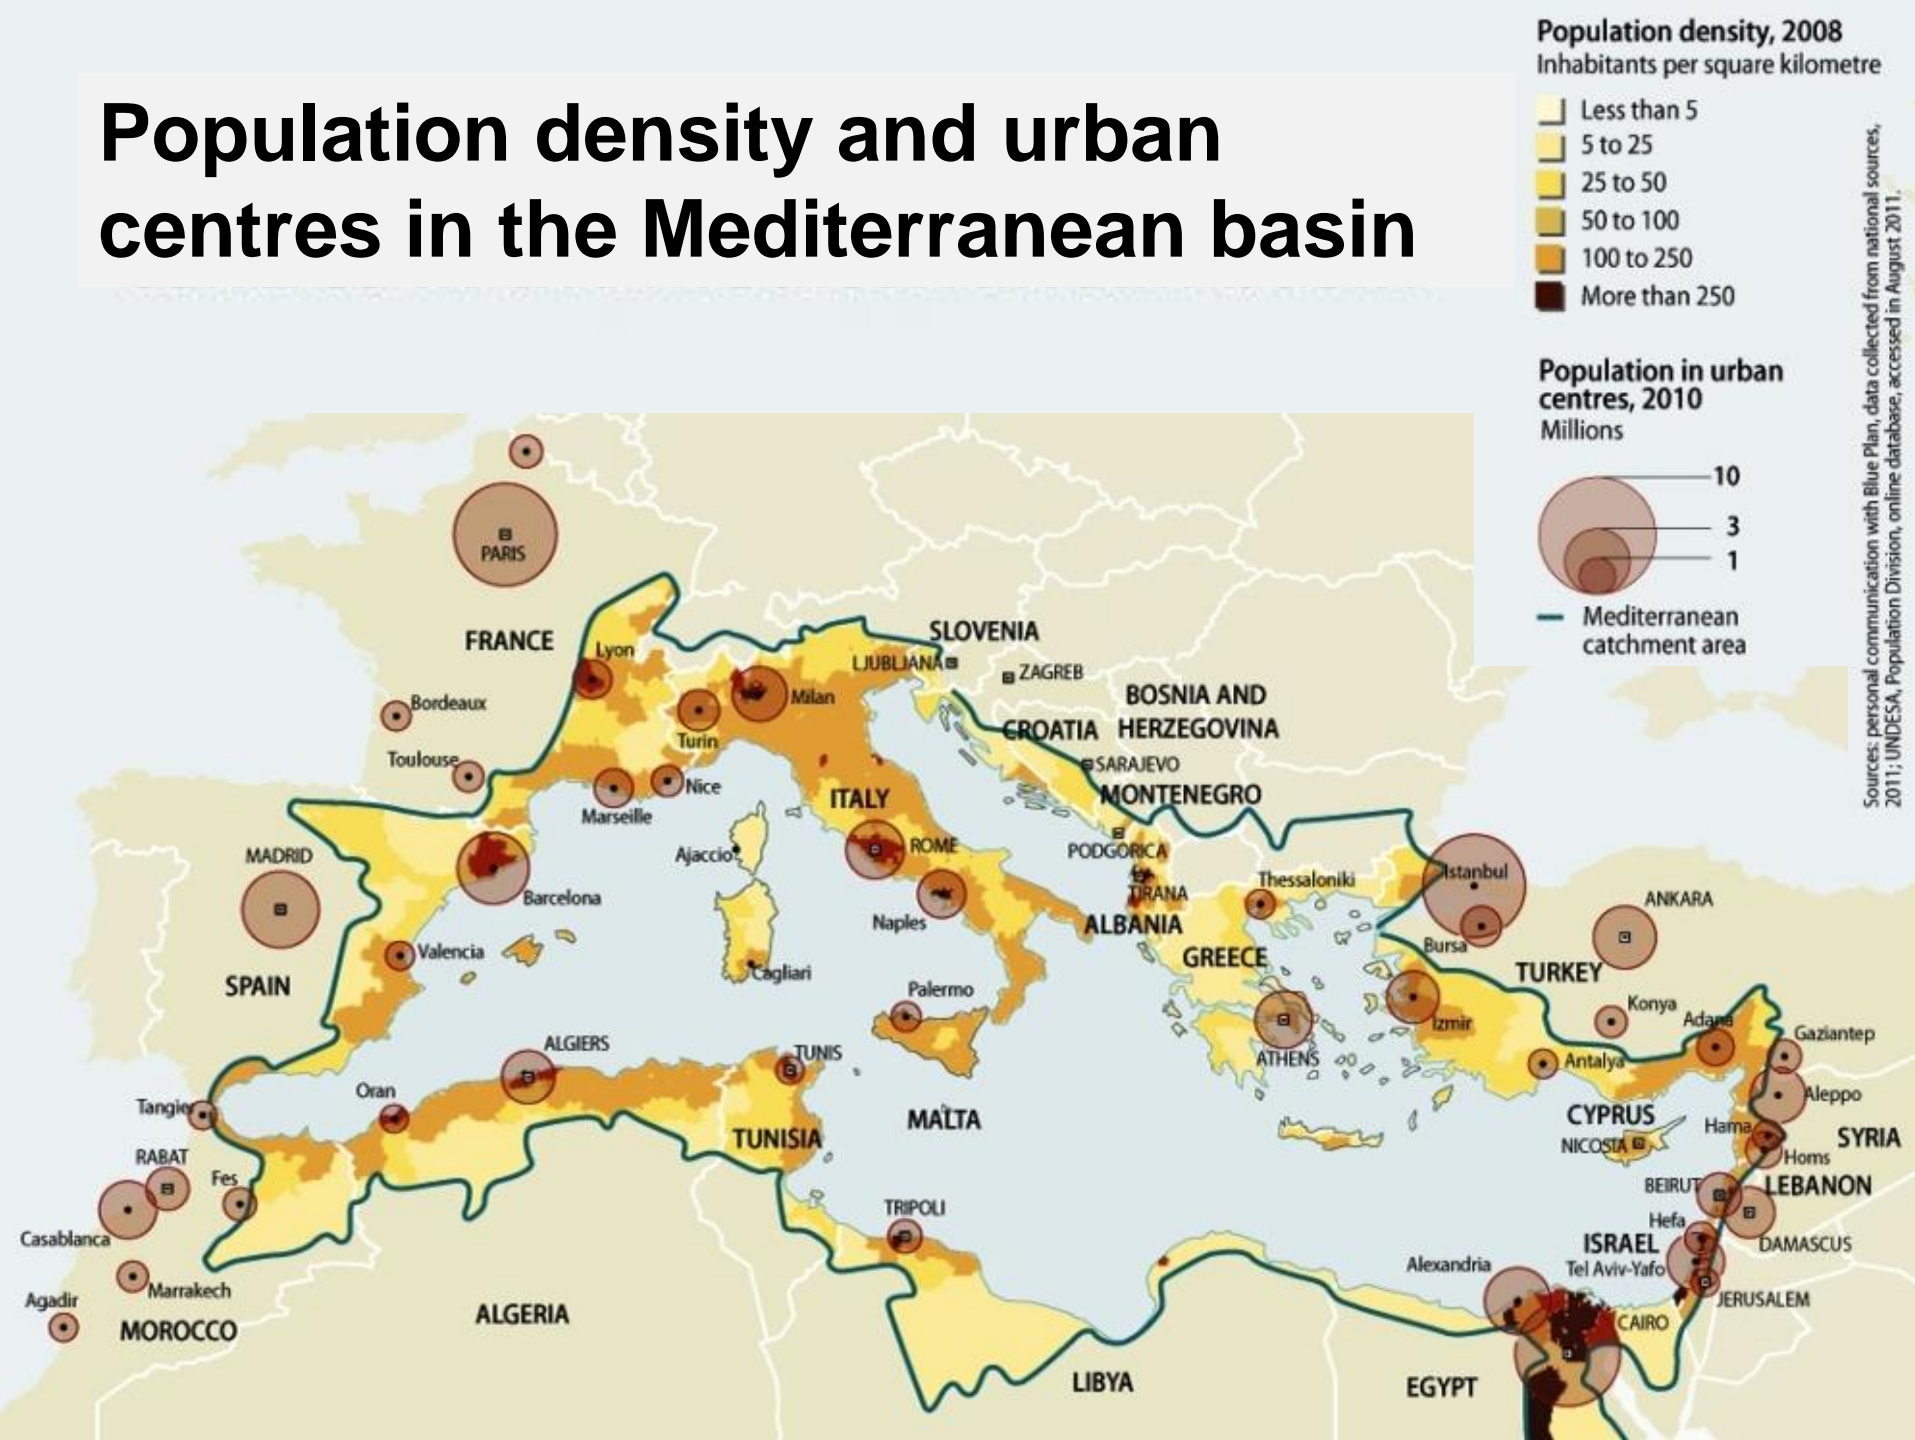 Population density and urban
centres in the Mediterranean basin
Population density, 2008
Inhabitants per square kilometre
Less than 5
5 to 25
25 to 50
50 to 100
100 to 250
More than 250
Population in urban
centres, 2010
Millions
10
3
1
Mediterranean
catchment area
Sources: personal communication with Blue Plan, data collected from national sources,
2011; UNDESA, Population Division, online database, accessed in August 2011.
PARIS
FRANCE
SLOVENIA
Lyon
LJUBLJANA
ZAGREB
Bordeaux
Milan
BOSNIA AND
HERZEGOVINA
CROATIA
Turin
Toulouse
SARAJEVO
Nice
ITALY
MONTENEGRO
Marseille
MADRID
Ajaccio
ROME
PODGORICA
Istanbul
Thessaloniki
TIRANA
Barcelona
ANKARA
Naples
ALBANIA
Valencia
Bursa
GREECE
Cagliari
TURKEY
SPAIN
Palermo
Konya
Izmir
Adana
Gaziantep
ALGIERS
TUNIS
ATHENS
Antalya
Oran
Aleppo
Tangier
MALTA
CYPRUS
Hama
TUNISIA
NICOSIA
SYRIA
RABAT
Homs
Fes
BEIRUT
LEBANON
TRIPOLI
Hefa
Casablanca
ISRAEL
DAMASCUS
Alexandria
Tel Aviv-Yafo
Marrakech
Agadir
JERUSALEM
ALGERIA
CAIRO
MOROCCO
LIBYA
EGYPT